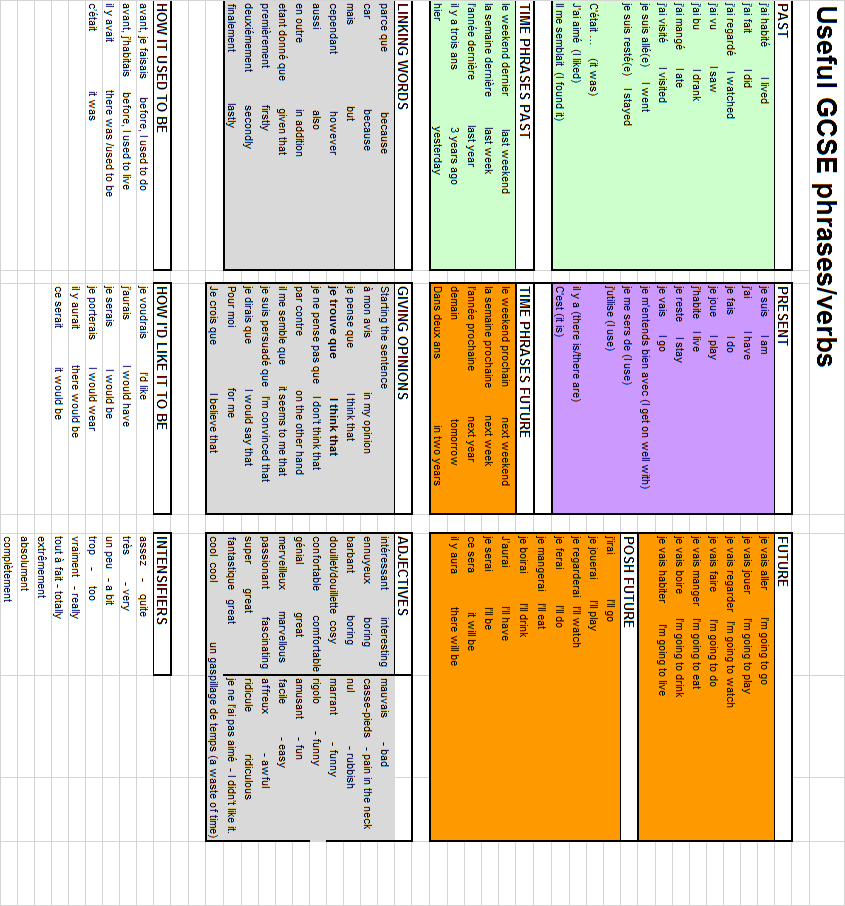 Useful GCSE phrases/verbs
PAST
j'ai habité I lived
j'ai fait I did
j'ai regardé I watched
j'ai vu I saw
j'ai bu I drank
j'ai mangé I ate
j'ai visité I visited
je suis allé(e) I went
je suis resté(e) I stayed
C'était … (it was)
J'ai aimé (I liked)
Il me semblait (I found it)
PRESENT
je suis I am
j'ai I have
je fais I do
je joue I play
j'habite I live
je reste I stay
je vais I go
je m'entends bien avec (I get on well with)
je me sers de (I use)
j'utilise (I use)
il y a (there is/there are)
C'est (it is)
FUTURE
je vais aller I'm going to go
je vais jouer I'm going to play
je vais regarder I'm going to watch
je vais faire I'm going to do
je vais manger I'm going to eat
je vais boire I'm going to drink
je vais habiter I'm going to live
POSH FUTURE
j'irai I'll go
je jouerai I'll play
je regarderai I'll watch
je ferai I'll do
je mangerai I'll eat
je boirai I'll drink
J'aurai I'll have
je serai I'll be
ce sera it will be
il y aura there will be
TIME PHRASES PAST
le weekend dernier last weekend
la semaine dernière last week
l'année dernière last year
il y a trois ans 3 years ago
hier yesterday
TIME PHRASES FUTURE
le weekend prochain next weekend
la semaine prochaine next week
l'année prochaine next year
demain tomorrow
Dans deux ans in two years
LINKING WORDS
parce que because
car because
mais but
cependant however
aussi also
en outre in addition
etant donné que given that
premièrement firstly
deuxièmement secondly
finalement lastly
GIVING OPINIONS
Starting the sentence
à mon avis in my opinion
je pense que I think that
je trouve que I think that
je ne pense pas que I don't think that
par contre on the other hand
il me semble que it seems to me that
je suis persuadé que I'm convinced that
je dirais que I would say that
Pour moi for me
Je crois que I believe that
ADJECTIVES
intéressant interesting mauvais - bad
ennuyeux boring casse-pieds - pain in the neck
barbant boring nul - rubbish
douillet/douillette cosy marrant - funny
confortable comfortable rigolo - funny
génial great amusant - fun
merveilleux marvellous facile - easy
passionant fascinating affreux - awful
super great ridicule ridiculous
fantastique great je ne l'ai pas aimé - I didn't like it.
cool cool un gaspillage de temps (a waste of time)
HOW IT USED TO BE
avant, je faisais before, I used to do
avant, j'habitais before, I used to live
il y avait there was /used to be
c'était it was
HOW I'D LIKE IT TO BE
je voudrais I'd like
j'aurais I would have
je serais I would be
je porterais I would wear
il y aurait there would be
ce serait it would be
INTENSIFIERS
assez - quite
très - very
un peu - a bit
trop - too
vraiment - really
tout à fait - totally
extrêmement
absolument
complètement